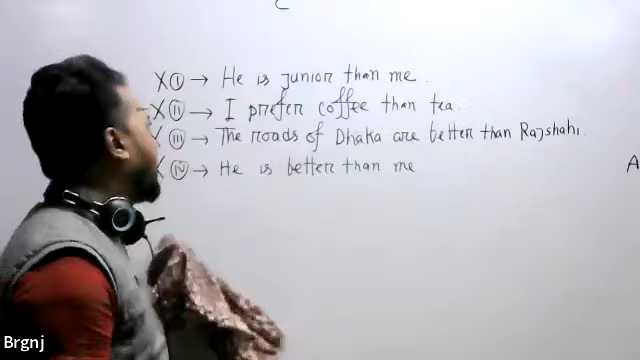 X (i) → He is junior than me.
X (ii) → I prefer coffee than tea.
X (iii) → The roads of Dhaka are better than Rajshahi.
X (iv) → He is better than me
A
Brgnj